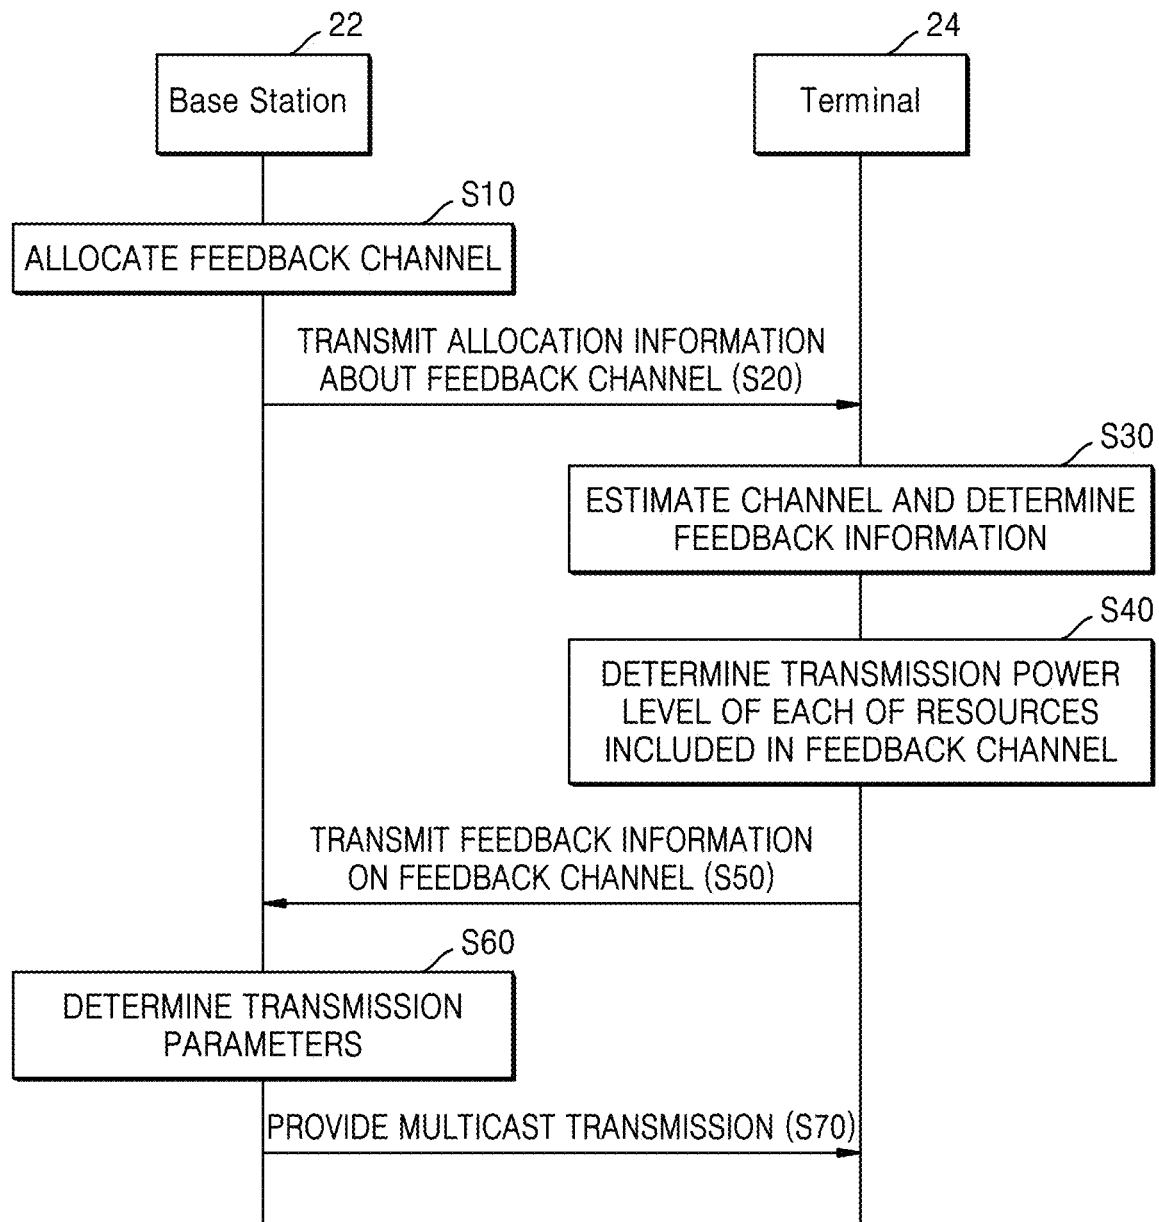 22
24
Base Station
Terminal
S10
ALLOCATE FEEDBACK CHANNEL
TRANSMIT ALLOCATION INFORMATION
ABOUT FEEDBACK CHANNEL (S20)
S30
ESTIMATE CHANNEL AND DETERMINE
FEEDBACK INFORMATION
S40
DETERMINE TRANSMISSION POWER
LEVEL OF EACH OF RESOURCES
INCLUDED IN FEEDBACK CHANNEL
TRANSMIT FEEDBACK INFORMATION
ON FEEDBACK CHANNEL (S50)
S60
DETERMINE TRANSMISSION
PARAMETERS
PROVIDE MULTICAST TRANSMISSION (S70)